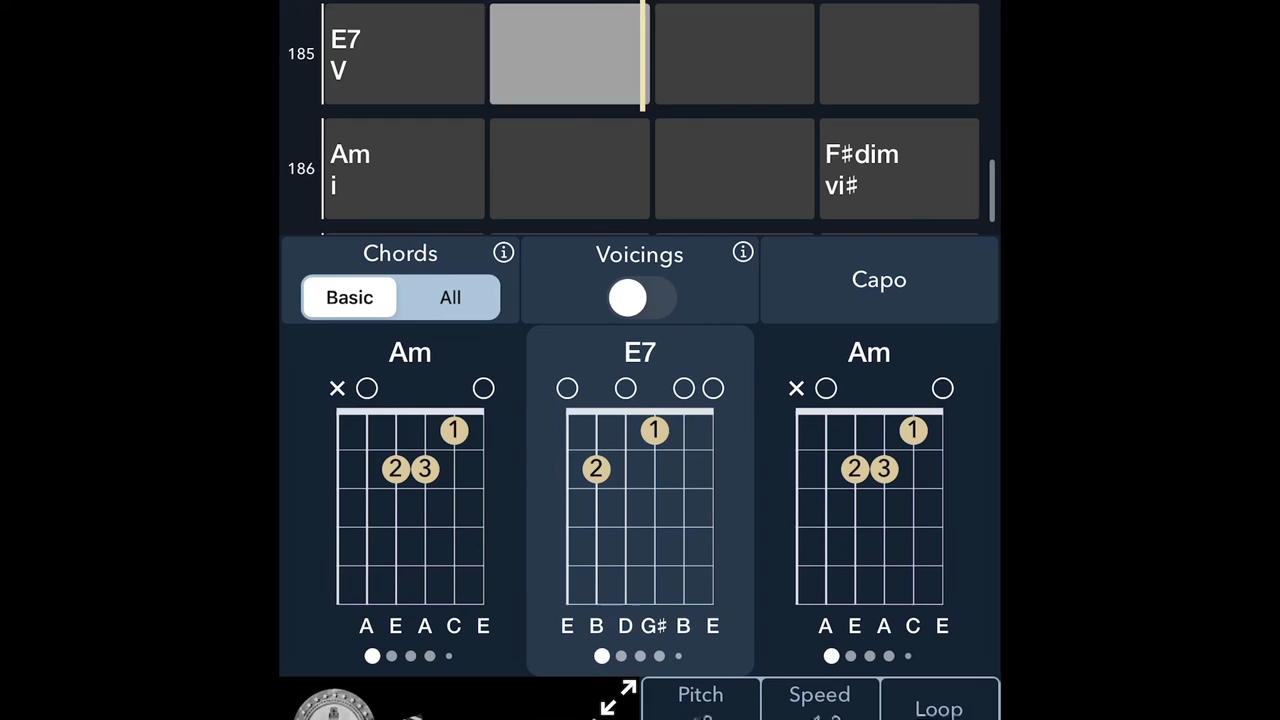 185
E7
V
186
Am
i
F♯dim
vi♯
Chords
Basic
All
Voicings
Capo
Am
E7
Am
1
2 3
A E A C E
1
2
E B D G♯ B E
1
2 3
A E A C E
Pitch
Speed
Loop